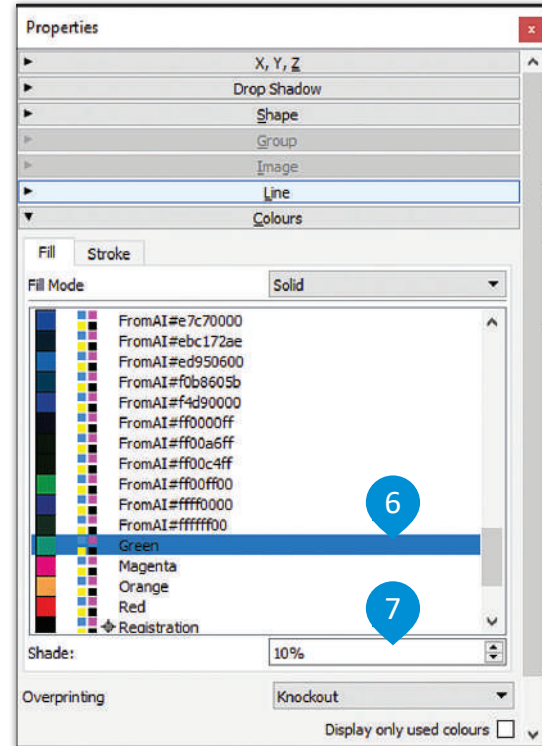 Properties
x
X, Y, Z
Drop Shadow
Shape
Group
Image
Line
Colours
Fill Stroke
Fill Mode Solid
FromAI#e7c70000
FromAI#ebc172ae
FromAI#ed950600
FromAI#f0b8605b
FromAI#f4d90000
FromAI#ff0000ff
FromAI#ff00a6ff
FromAI#ff00c4ff
FromAI#ff00ff00
FromAI#ffff0000
FromAI#ffffff00
6
Green
Magenta
Orange
Red
7
Registration
Shade: 10%
Overprinting Knockout
Display only used colours